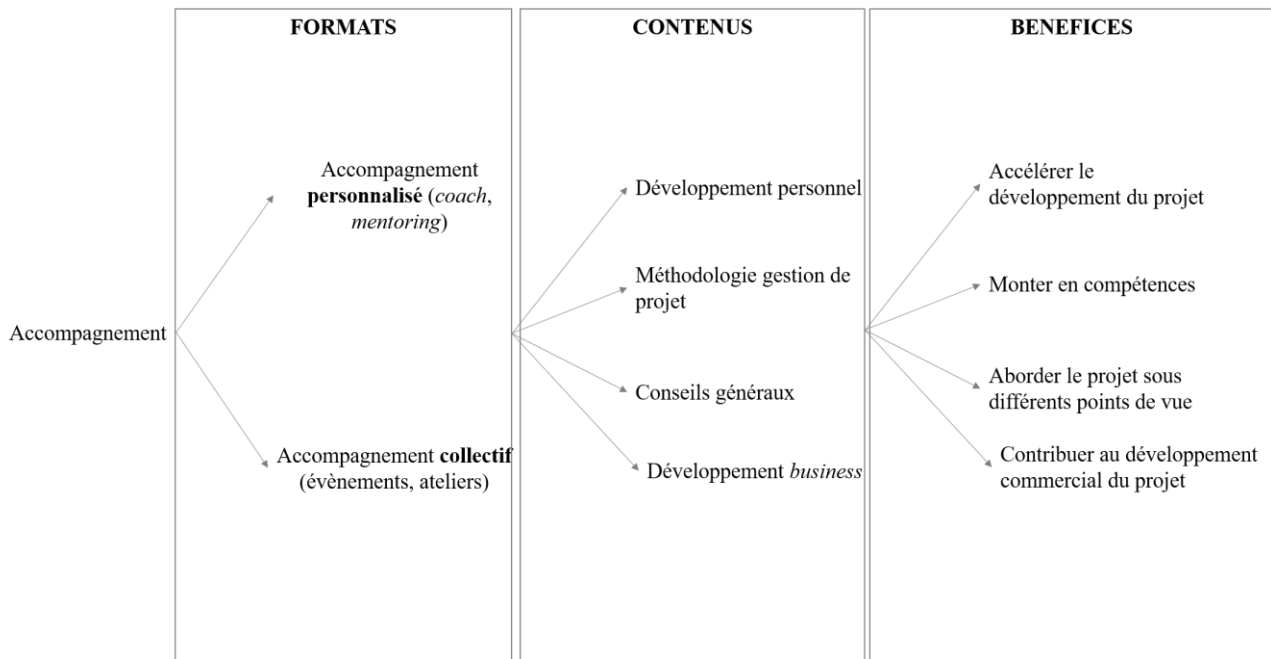 FORMATS
CONTENUS
BENEFICES
Accompagnement
Accompagnement
personnalisé (coach,
mentoring)
Accompagnement collectif
(évènements, ateliers)
Développement personnel
Méthodologie gestion de
projet
Conseils généraux
Développement business
Accélérer le
développement du projet
Monter en compétences
Aborder le projet sous
différents points de vue
Contribuer au développement
commercial du projet